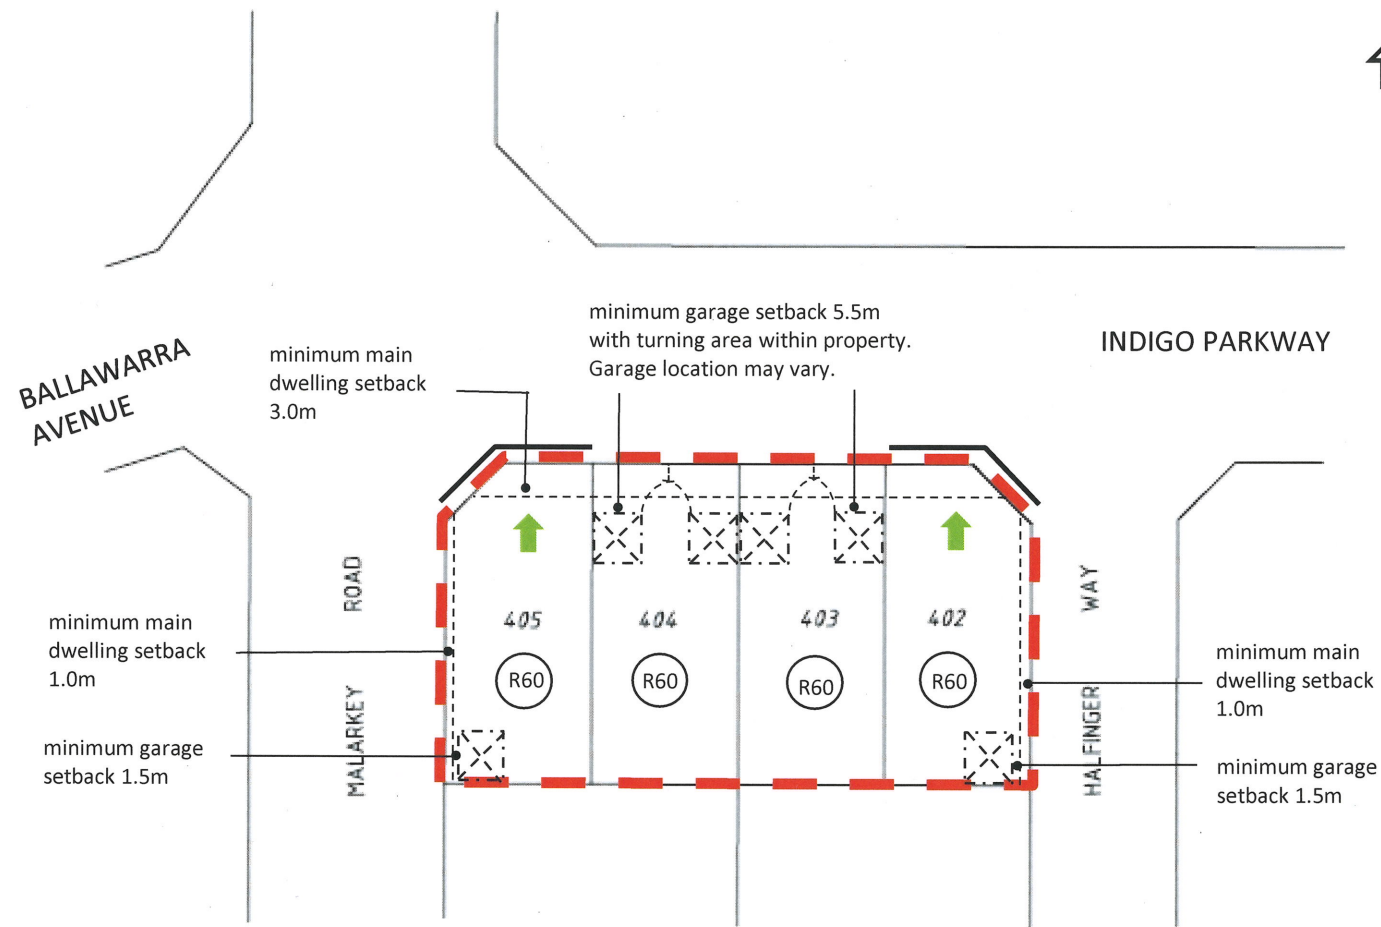 minimum garage setback 5.5m
with turning area within property.
Garage location may vary.
INDIGO PARKWAY
BALLAWARRA
AVENUE
minimum main
dwelling setback
3.0m
MALARKEY ROAD
HALFINGER WAY
405
404
403
402
R60
R60
R60
R60
minimum main
dwelling setback
1.0m
minimum garage
setback 1.5m
minimum main
dwelling setback
1.0m
minimum garage
setback 1.5m